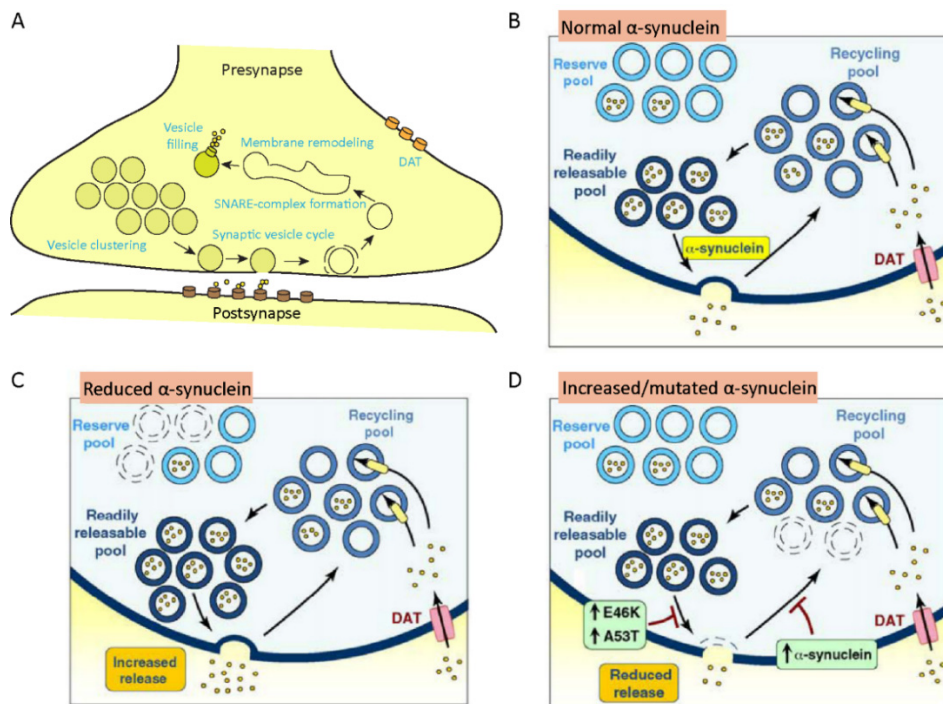 A
Presynapse
Vesicle
filling
Membrane remodeling
DAT
SNARE-complex formation
Vesicle clustering
Synaptic vesicle cycle
Postsynapse
B
Normal α-synuclein
Reserve
pool
Recycling
pool
Readily
releasable
pool
α-synuclein
DAT
C
Reduced α-synuclein
Reserve
pool
Recycling
pool
Readily
releasable
pool
DAT
Increased
release
D
Increased/mutated α-synuclein
Reserve
pool
Recycling
pool
Readily
releasable
pool
↑ E46K
↑ A53T
DAT
↑ α-synuclein
Reduced
release